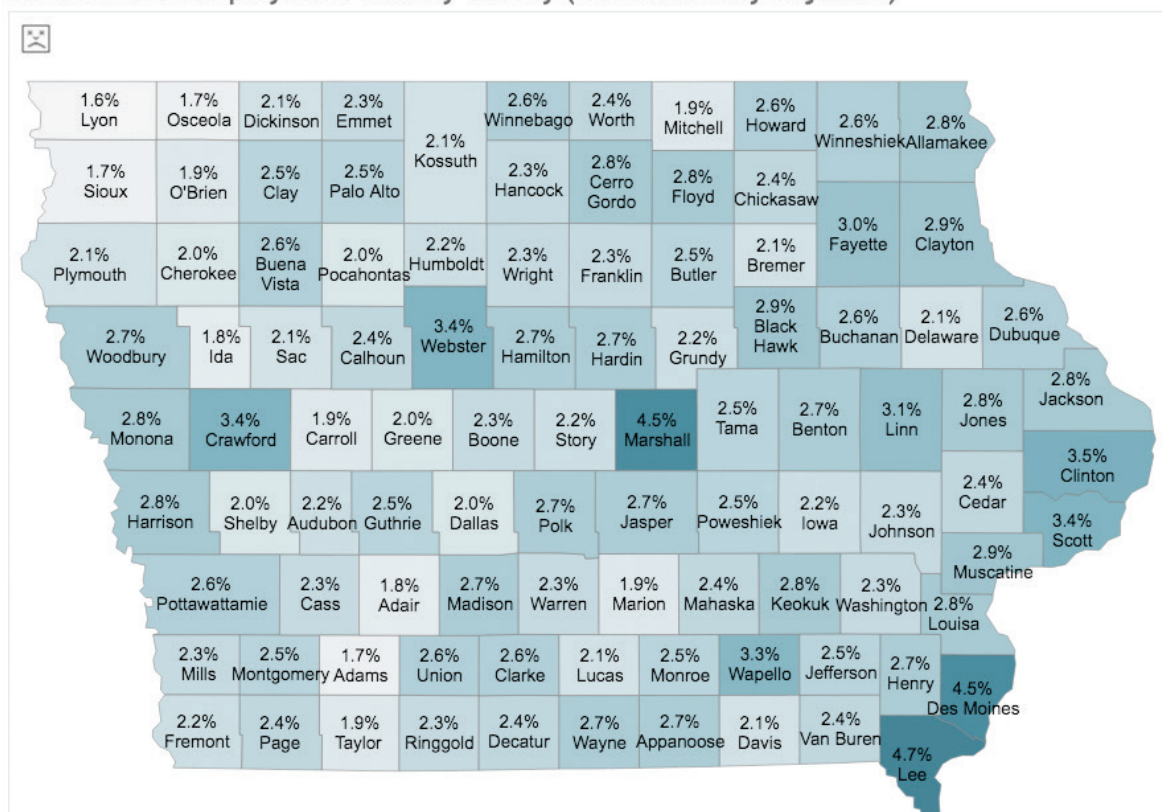 1.6%
Lyon
1.7%
Osceola
2.1%
Dickinson
2.3%
Emmet
2.1%
Kossuth
2.6%
Winnebago
2.4%
Worth
1.9%
Mitchell
2.6%
Howard
2.6%
Winneshiek
2.8%
Allamakee
1.7%
Sioux
1.9%
O'Brien
2.5%
Clay
2.5%
Palo Alto
2.3%
Hancock
2.8%
Cerro
Gordo
2.8%
Floyd
2.4%
Chickasaw
3.0%
Fayette
2.9%
Clayton
2.1%
Plymouth
2.0%
Cherokee
2.6%
Buena
Vista
2.0%
Pocahontas
2.2%
Humboldt
2.3%
Wright
2.3%
Franklin
2.5%
Butler
2.1%
Bremer
2.7%
Woodbury
1.8%
Ida
2.1%
Sac
2.4%
Calhoun
3.4%
Webster
2.7%
Hamilton
2.7%
Hardin
2.2%
Grundy
2.9%
Black
Hawk
2.6%
Buchanan
2.1%
Delaware
2.6%
Dubuque
2.8%
Monona
3.4%
Crawford
1.9%
Carroll
2.0%
Greene
2.3%
Boone
2.2%
Story
4.5%
Marshall
2.5%
Tama
2.7%
Benton
3.1%
Linn
2.8%
Jones
2.8%
Jackson
3.5%
Clinton
2.8%
Harrison
2.0%
Shelby
2.2%
Audubon
2.5%
Guthrie
2.0%
Dallas
2.7%
Polk
2.7%
Jasper
2.5%
Poweshiek
2.2%
Iowa
2.3%
Johnson
2.4%
Cedar
3.4%
Scott
2.9%
Muscatine
2.6%
Pottawattamie
2.3%
Cass
1.8%
Adair
2.7%
Madison
2.3%
Warren
1.9%
Marion
2.4%
Mahaska
2.8%
Keokuk
2.3%
Washington
2.8%
Louisa
2.3%
Mills
2.5%
Montgomery
1.7%
Adams
2.6%
Union
2.6%
Clarke
2.1%
Lucas
2.5%
Monroe
3.3%
Wapello
2.5%
Jefferson
2.7%
Henry
4.5%
Des Moines
2.2%
Fremont
2.4%
Page
1.9%
Taylor
2.3%
Ringgold
2.4%
Decatur
2.7%
Wayne
2.7%
Appanoose
2.1%
Davis
2.4%
Van Buren
4.7%
Lee